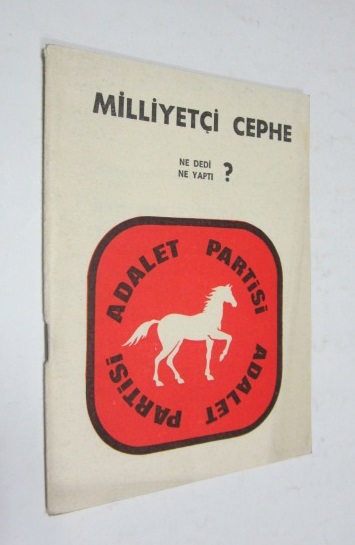 MİLLİYETÇİ CEPHE
NE DEDİ
NE YAPTI ?
ADALET PARTİSİ ADALET PARTİSİ